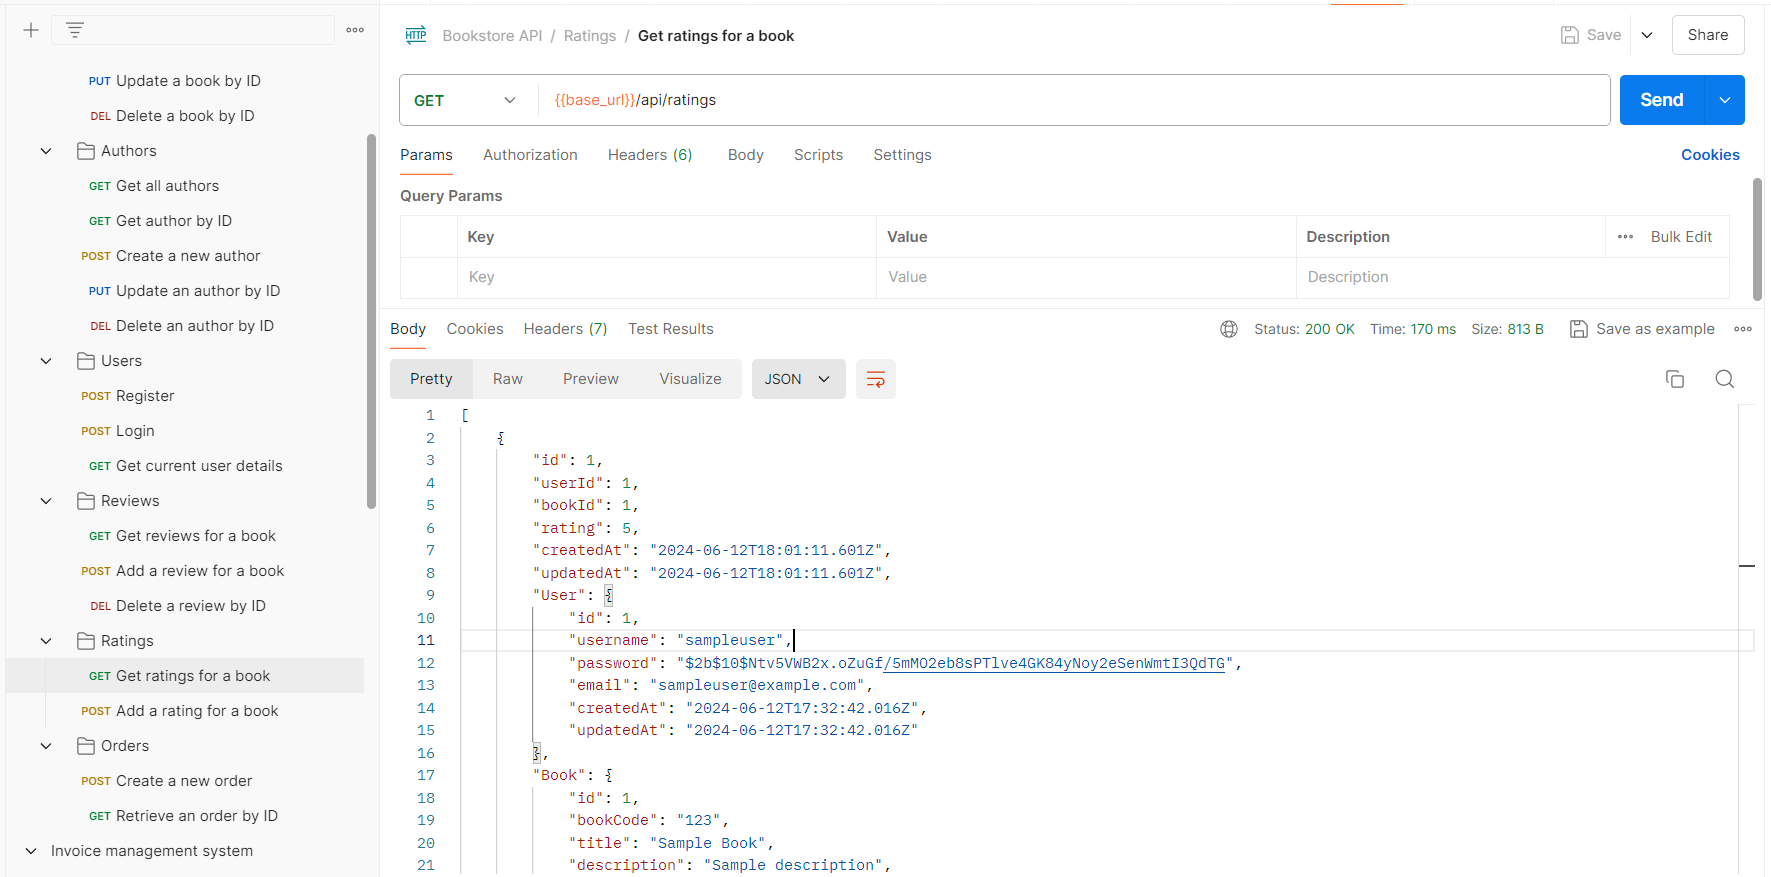 PUT Update a book by ID
DEL Delete a book by ID
Authors
GET Get all authors
GET Get author by ID
POST Create a new author
PUT Update an author by ID
DEL Delete an author by ID
Users
POST Register
POST Login
GET Get current user details
Reviews
GET Get reviews for a book
POST Add a review for a book
DEL Delete a review by ID
Ratings
GET Get ratings for a book
POST Add a rating for a book
Orders
POST Create a new order
GET Retrieve an order by ID
Invoice management system
HTTP Bookstore API / Ratings / Get ratings for a book
Save
Share
GET {{base_url}}/api/ratings
Send
Params Authorization Headers (6) Body Scripts Settings Cookies
Query Params
Key Value Description Bulk Edit
Key Value Description
Body Cookies Headers (7) Test Results Status: 200 OK Time: 170 ms Size: 813 B Save as example
Pretty Raw Preview Visualize JSON
1 [
2 {
3 "id": 1,
4 "userId": 1,
5 "bookId": 1,
6 "rating": 5,
7 "createdAt": "2024-06-12T18:01:11.601Z",
8 "updatedAt": "2024-06-12T18:01:11.601Z",
9 "User": {
10 "id": 1,
11 "username": "sampleuser",
12 "password": "$2b$10$Ntv5VWB2x.oZuGf/5mMO2eb8sPTlve4GK84yNoy2eSenWmtI3QdTG",
13 "email": "sampleuser@example.com",
14 "createdAt": "2024-06-12T17:32:42.016Z",
15 "updatedAt": "2024-06-12T17:32:42.016Z"
16 },
17 "Book": {
18 "id": 1,
19 "bookCode": "123",
20 "title": "Sample Book",
21 "description": "Sample description",